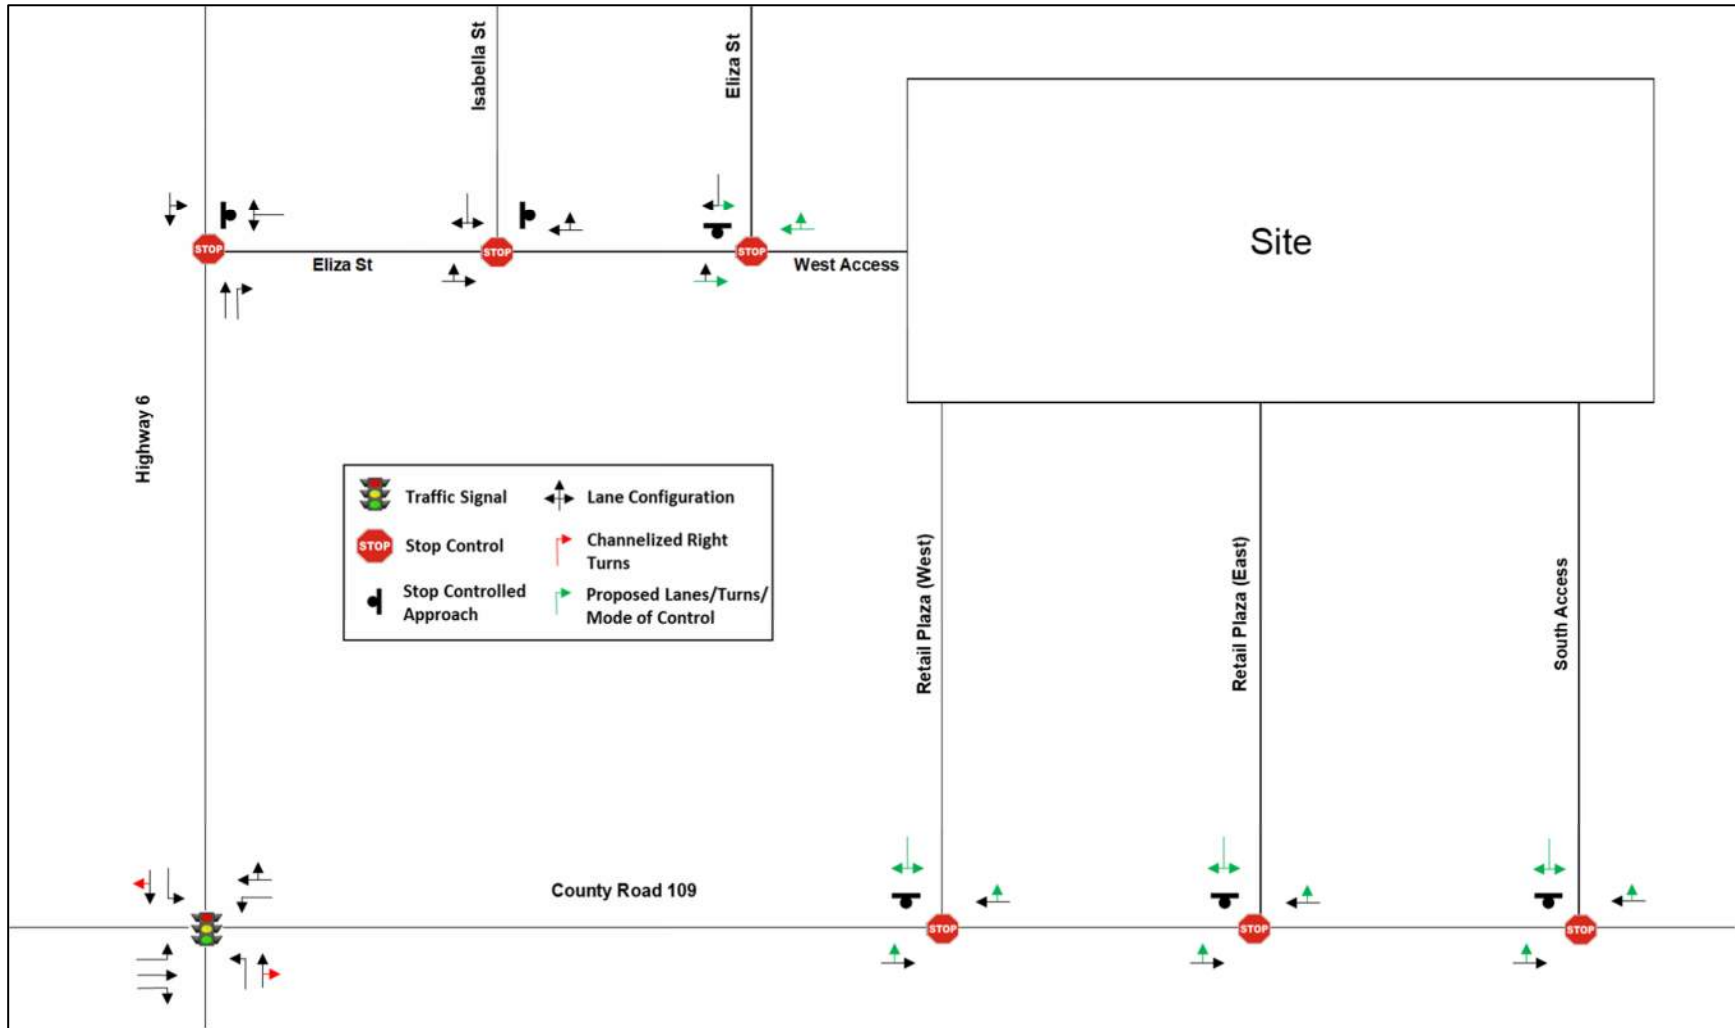 Isabella St
Eliza St
STOP
STOP
STOP
Eliza St
West Access
Site
Highway 6
Traffic Signal
Lane Configuration
STOP
Stop Control
Channelized Right
Turns
Stop Controlled
Approach
Proposed Lanes/Turns/
Mode of Control
Retail Plaza (West)
Retail Plaza (East)
South Access
County Road 109
STOP
STOP
STOP